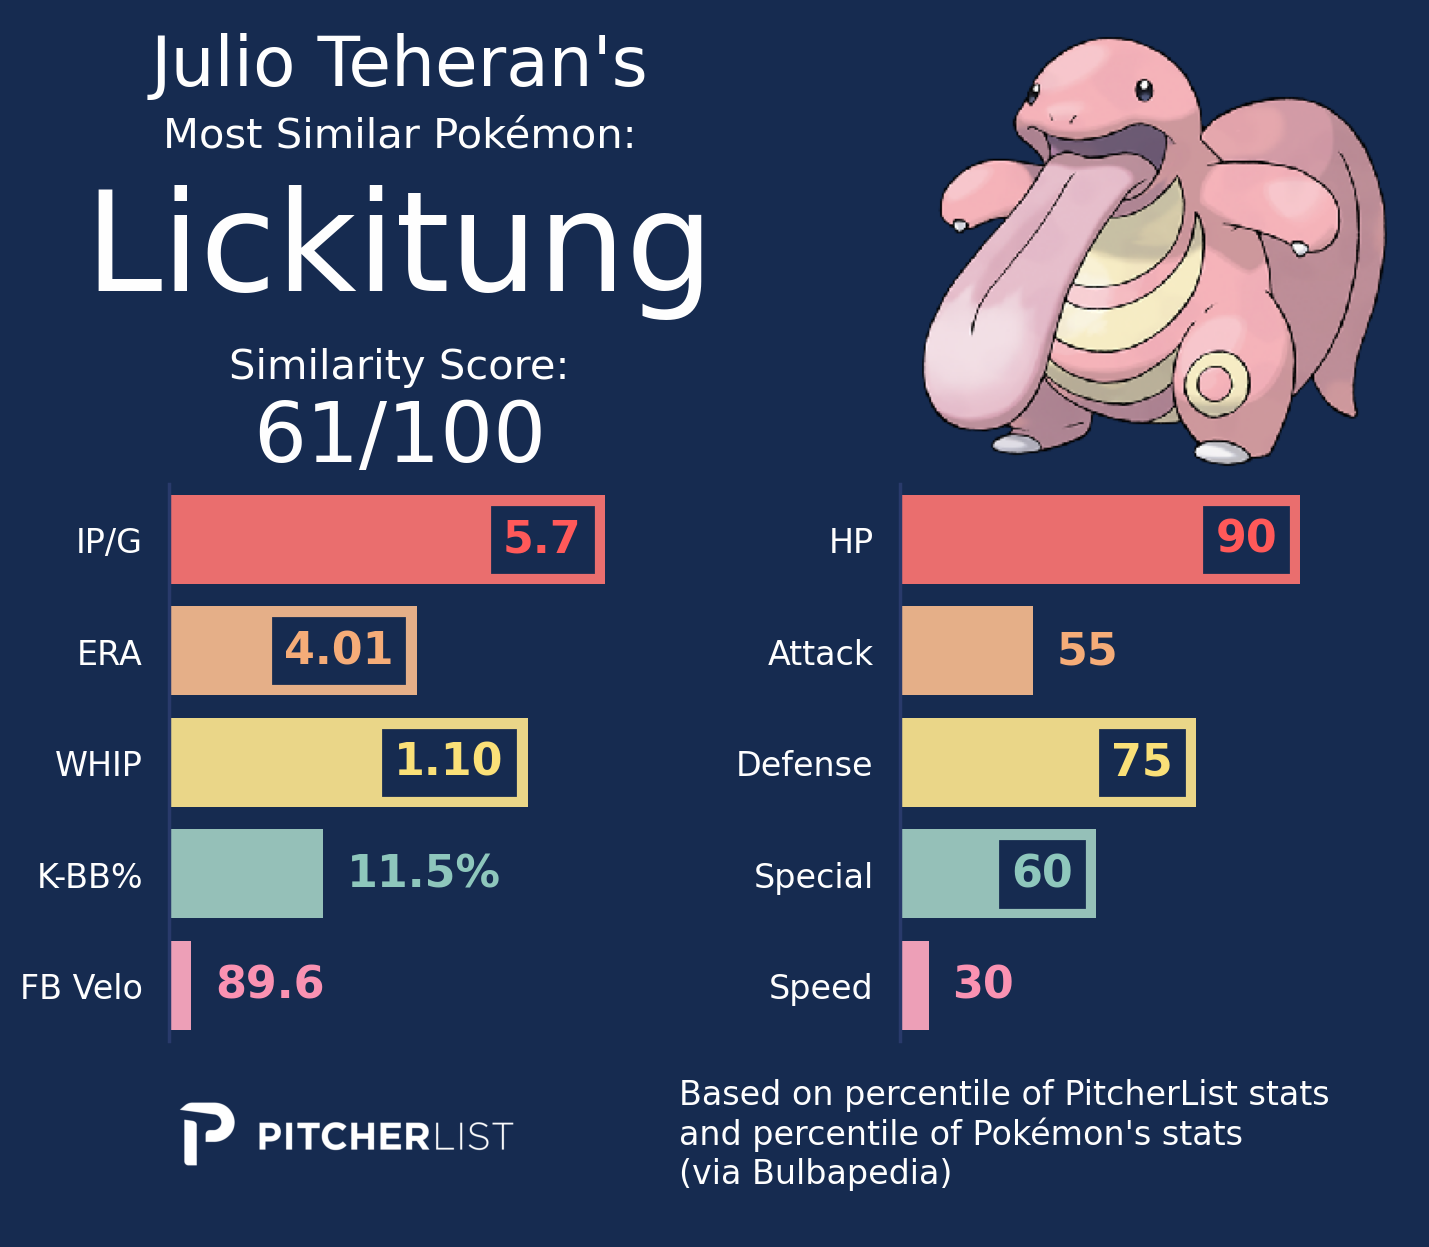 Julio Teheran's
Most Similar Pokémon:
Lickitung
Similarity Score:
61/100
IP/G 5.7
ERA 4.01
WHIP 1.10
K-BB% 11.5%
FB Velo 89.6
HP 90
Attack 55
Defense 75
Special 60
Speed 30
PITCHERLIST
Based on percentile of PitcherList stats
and percentile of Pokémon's stats
(via Bulbapedia)